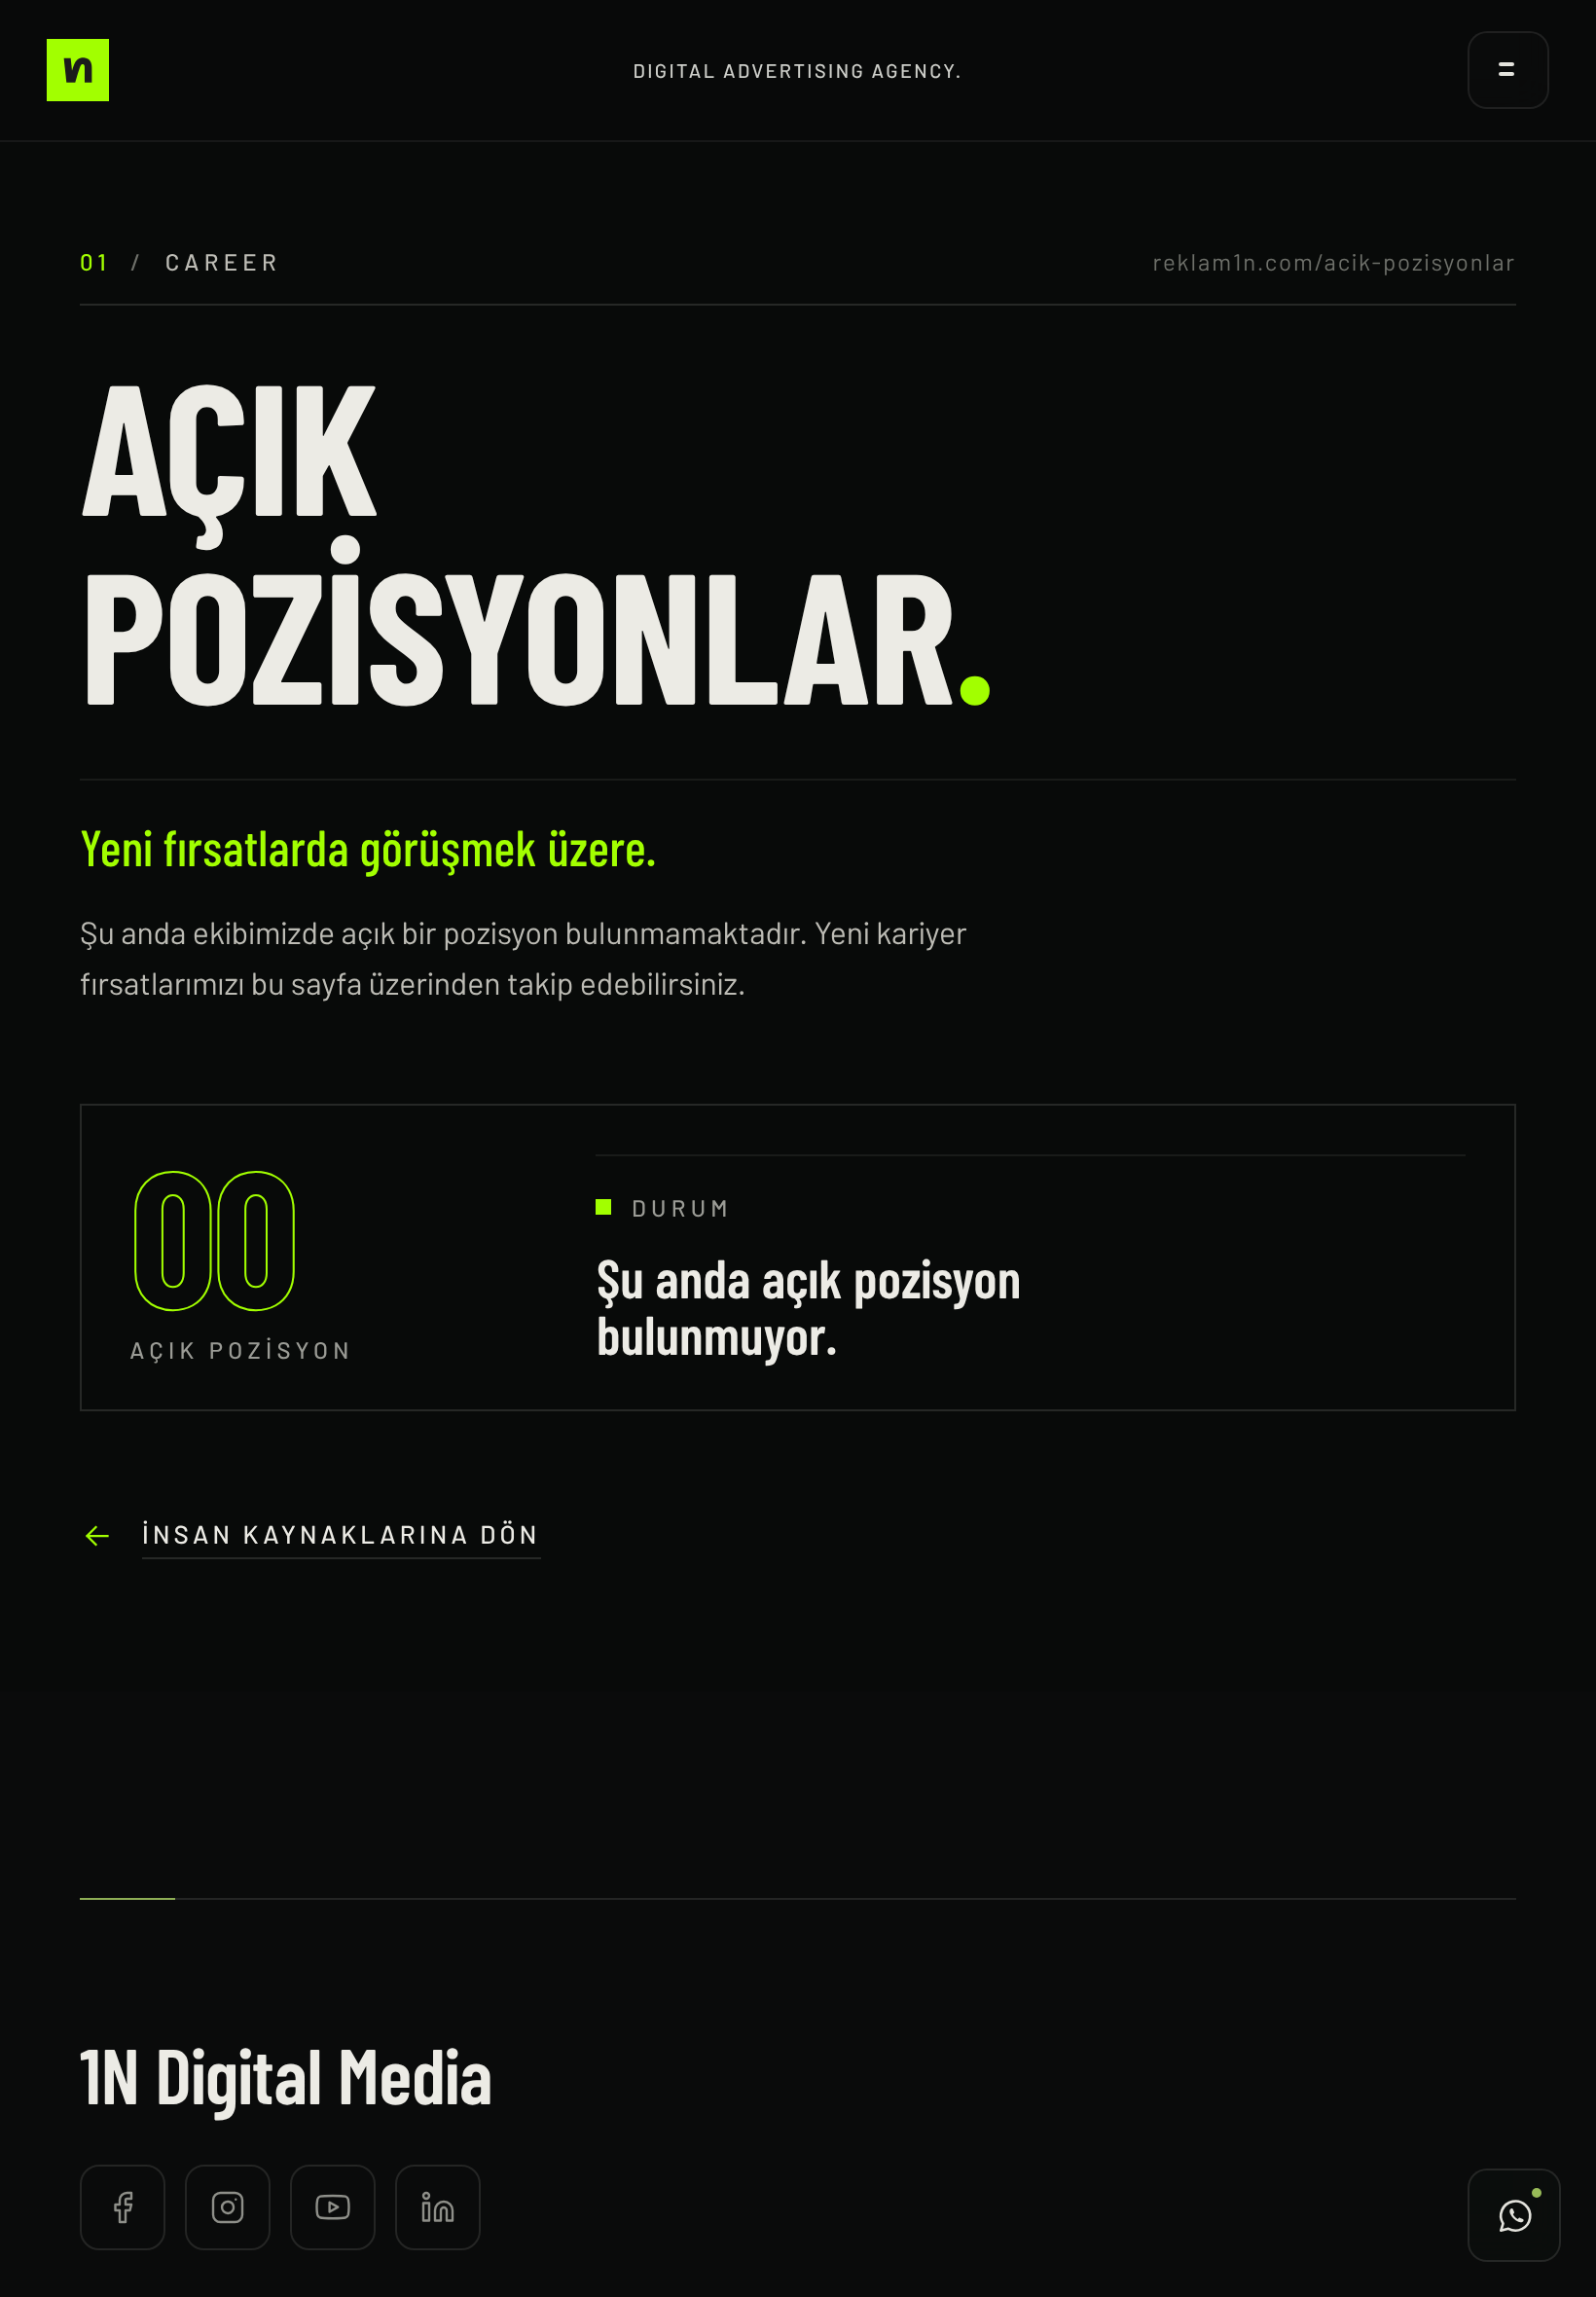 n
DIGITAL ADVERTISING AGENCY.
01 / CAREER
reklam1n.com/acik-pozisyonlar
AÇIK
POZİSYONLAR.
Yeni fırsatlarda görüşmek üzere.
Şu anda ekibimizde açık bir pozisyon bulunmamaktadır. Yeni kariyer
fırsatlarımızı bu sayfa üzerinden takip edebilirsiniz.
00
AÇIK POZİSYON
DURUM
Şu anda açık pozisyon
bulunmuyor.
← İNSAN KAYNAKLARINA DÖN
1N Digital Media